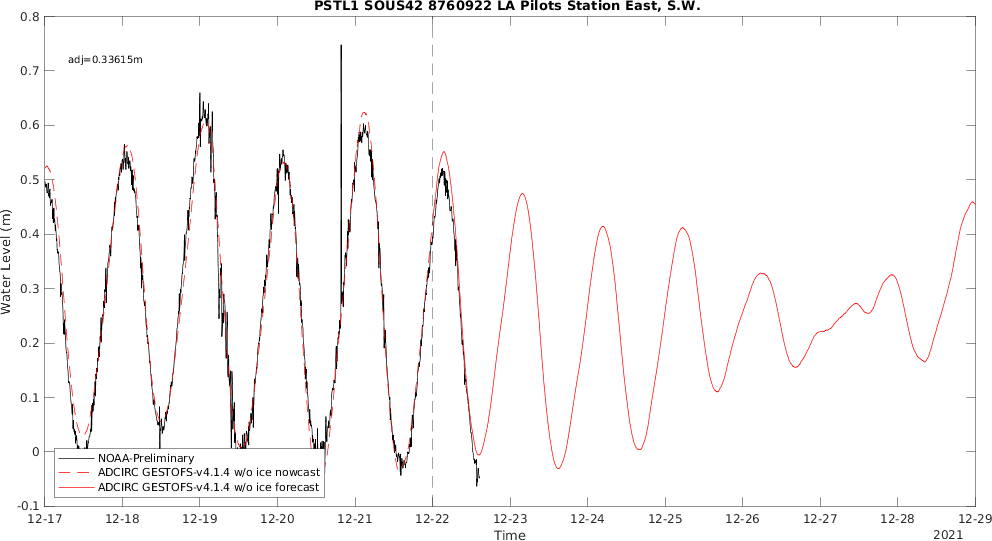 PSTL1 SOUS42 8760922 LA Pilots Station East, S.W.
0.8
adj=0.33615m
0.7
0.6
0.5
0.4
0.3
0.2
0.1
0
-0.1
Water Level (m)
NOAA-Preliminary
ADCIRC GESTOFS-v4.1.4 w/o ice nowcast
ADCIRC GESTOFS-v4.1.4 w/o ice forecast
12-17 12-18 12-19 12-20 12-21 12-22 12-23 12-24 12-25 12-26 12-27 12-28 12-29
Time
2021